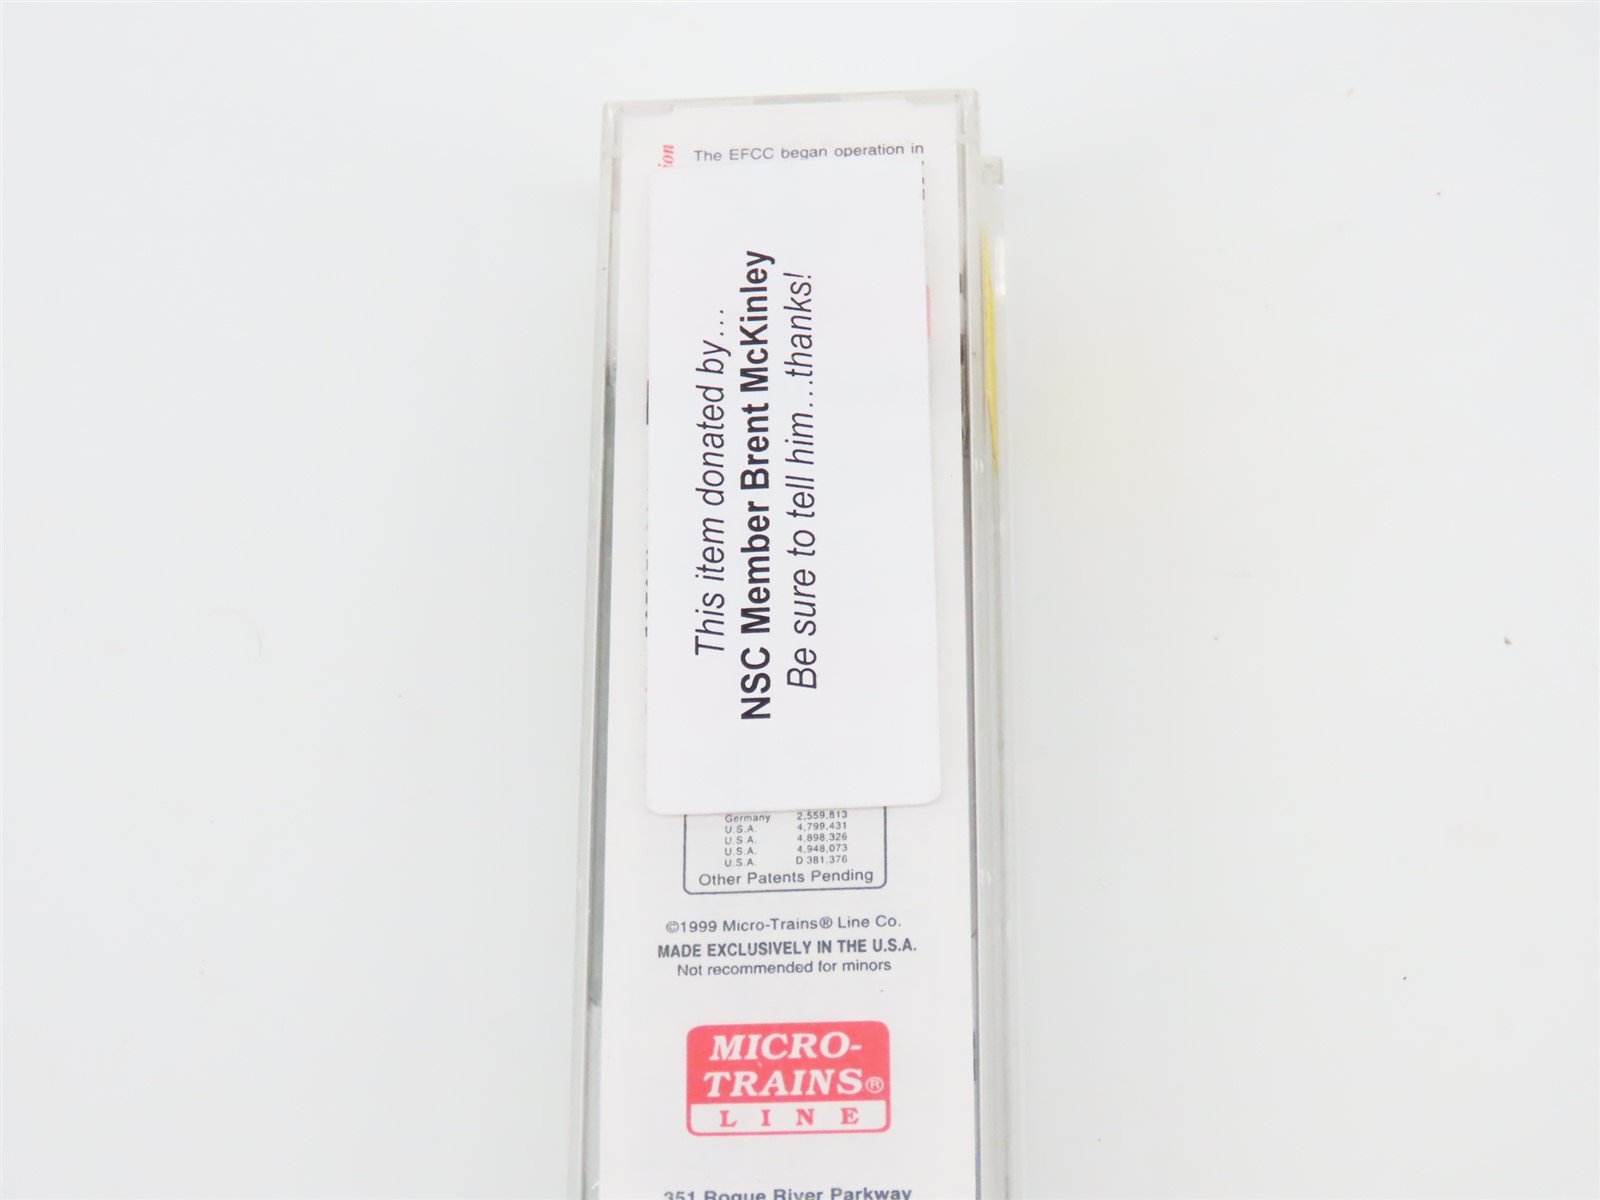 The EFCC began operation in
This item donated by...
NSC Member Brent McKinley
Be sure to tell him...thanks!
Germany 2,559,813
U.S.A. 4,799,431
U.S.A. 4,898,326
U.S.A. 4,948,073
U.S.A. D 381,376
Other Patents Pending
©1999 Micro-Trains® Line Co.
MADE EXCLUSIVELY IN THE U.S.A.
Not recommended for minors
MICRO-
TRAINS®
LINE
351 Rogue River Parkway